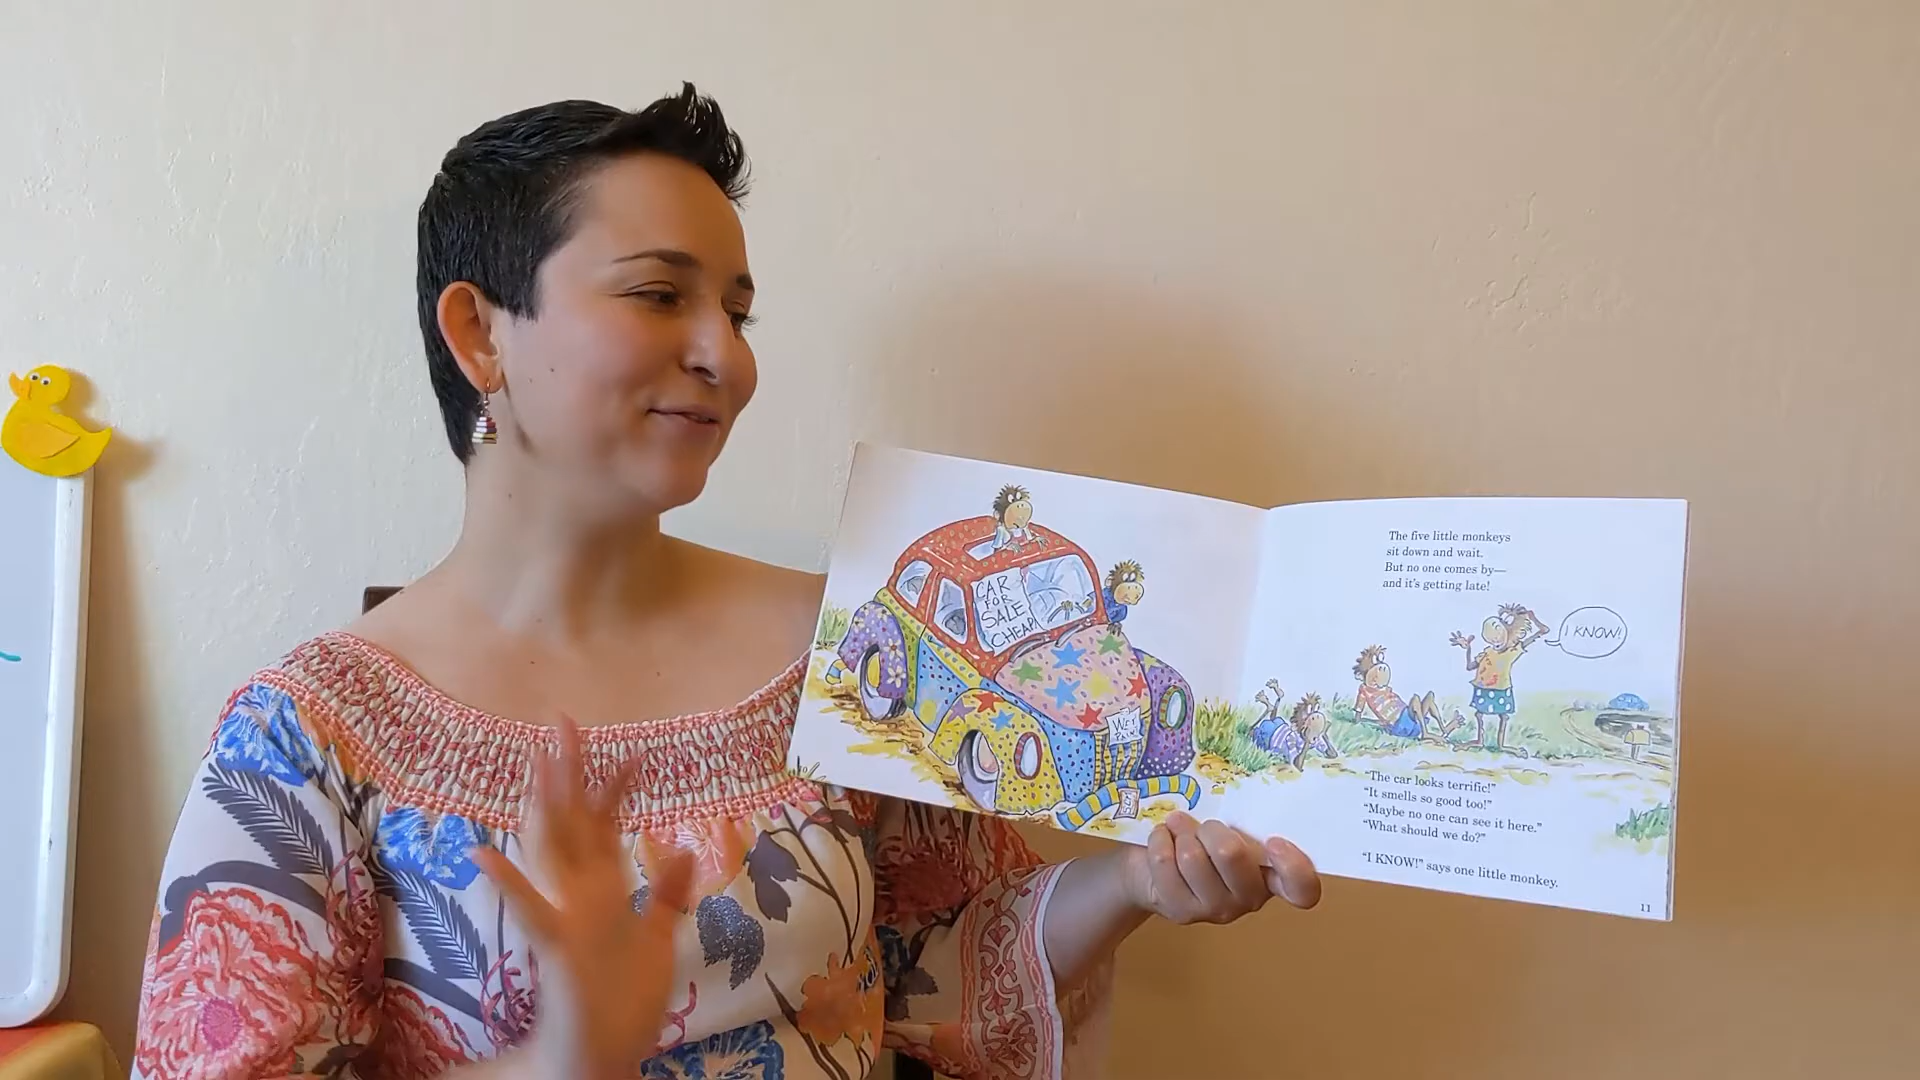 CAR
FOR
SALE
CHEAP!
WET
PAINT
The five little monkeys
sit down and wait.
But no one comes by—
and it's getting late!
I KNOW!
"The car looks terrific!"
"It smells so good too!"
"Maybe no one can see it here."
"What should we do?"
"I KNOW!" says one little monkey.
11